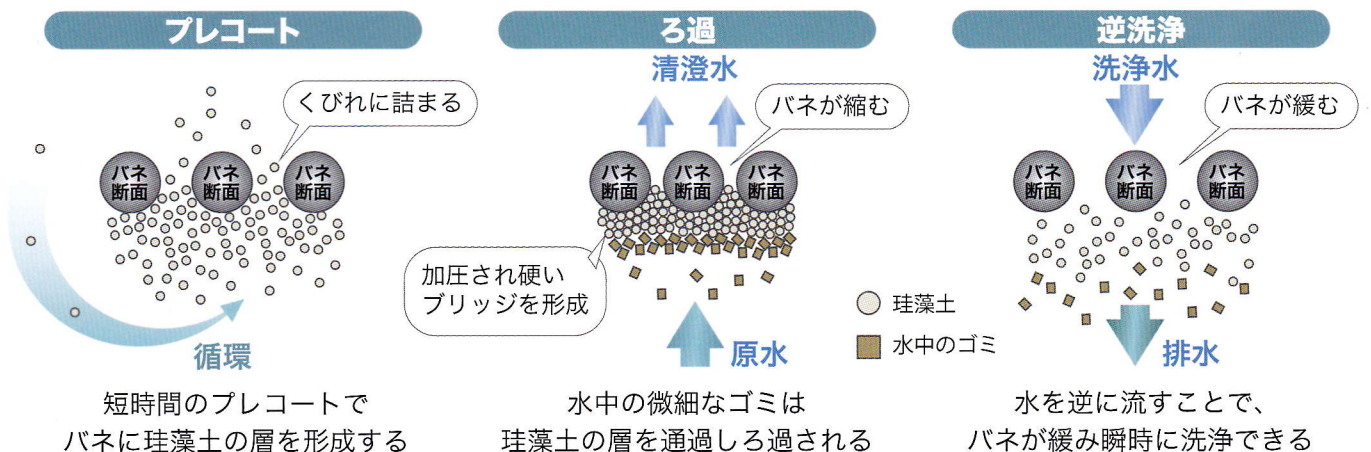 プレコート
くびれに詰まる
バネ
断面
バネ
断面
バネ
断面
循環
短時間のプレコートで
バネに珪藻土の層を形成する
ろ過
清澄水
バネが縮む
バネ
断面
バネ
断面
バネ
断面
加圧され硬い
ブリッジを形成
原水
珪藻土
水中のゴミ
水中の微細なゴミは
珪藻土の層を通過しろ過される
逆洗浄
洗浄水
バネが緩む
バネ
断面
バネ
断面
バネ
断面
排水
水を逆に流すことで、
バネが緩み瞬時に洗浄できる